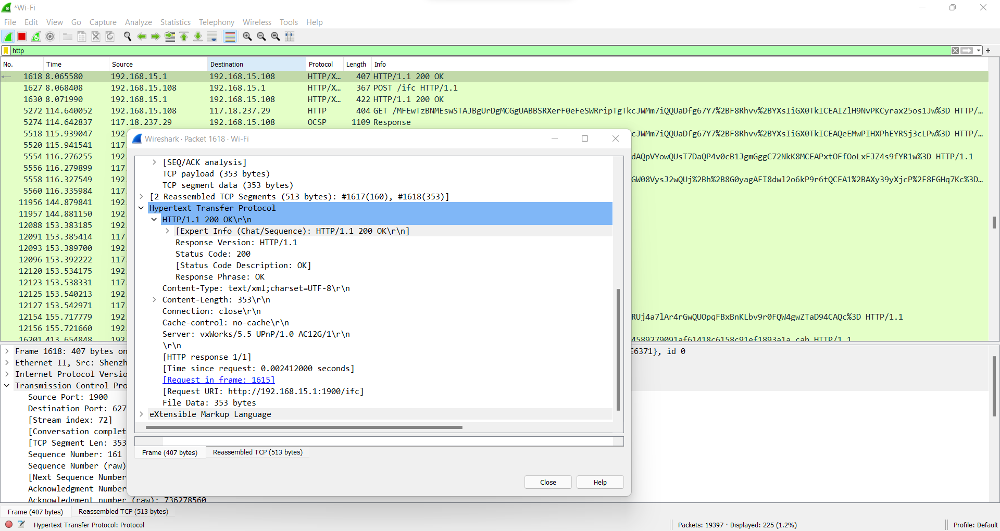 *Wi-Fi
File Edit View Go Capture Analyze Statistics Telephony Wireless Tools Help
http
No. Time Source Destination Protocol Length Info
1618 8.065580 192.168.15.1 192.168.15.108 HTTP/X… 407 HTTP/1.1 200 OK
1627 8.068408 192.168.15.108 192.168.15.1 HTTP/X… 367 POST /ifc HTTP/1.1
1630 8.071990 192.168.15.1 192.168.15.108 HTTP/X… 422 HTTP/1.1 200 OK
5272 114.640052 192.168.15.108 117.18.237.29 HTTP 404 GET /MFEwTzBNMEswSTAJBgUrDgMCGgUABBSRXerF0eFeSWRripTgTkcJWMm7iQQUaDfg67Y7%2BF8Rhvv%2BYXsIiGX0TkICEAIZlH9NvPKCyrax25os1Jw%3D HTTP/…
5274 114.642837 117.18.237.29 192.168.15.108 OCSP 1109 Response
5518 115.939047 192. cJWMm7iQQUaDfg67Y7%2BF8Rhvv%2BYXsIiGX0TkICEAQeEMwPIHXPhEYRSj3cLPw%3D HTTP/…
5520 115.941541 117.
5554 116.276255 192. dAQpVYowQUsT7DaQP4v0cB1JgmGggC72NkK8MCEAPxtOFfOoLxFJZ4s9fYR1w%3D HTTP/1.1
5556 116.279899 117.
5558 116.327549 192. GW08VysJ2wQUj%2Bh%2B8G0yagAFI8dwl2o6kP9r6tQCEA1%2BAXy39yXjcP%2F8FGHq7Kc%3D…
5560 116.335984 117.
11956 144.879841 192.
11957 144.881150 192.
12088 153.383185 192.
12091 153.385414 117.
12093 153.389700 192.
12096 153.392222 117.
12120 153.534175 192.
12123 153.538331 117.
12125 153.540213 192.
12127 153.542971 117.
12154 155.717779 192. RUj4a7lAr4rGwQUOpqFBxBnKLbv9r0FQW4gwZTaD94CAQc%3D HTTP/1.1
12156 155.721660 192.
16201 413.654848 192. 4589279091af61418c6158c91ef1893a1a.cab HTTP/1.1
Wireshark · Packet 1618 · Wi-Fi
[SEQ/ACK analysis]
TCP payload (353 bytes)
TCP segment data (353 bytes)
[2 Reassembled TCP Segments (513 bytes): #1617(160), #1618(353)]
Hypertext Transfer Protocol
HTTP/1.1 200 OK\r\n
[Expert Info (Chat/Sequence): HTTP/1.1 200 OK\r\n]
Response Version: HTTP/1.1
Status Code: 200
[Status Code Description: OK]
Response Phrase: OK
Content-Type: text/xml;charset=UTF-8\r\n
Content-Length: 353\r\n
Connection: close\r\n
Cache-control: no-cache\r\n
Server: vxWorks/5.5 UPnP/1.0 AC12G/1\r\n
\r\n
[HTTP response 1/1]
[Time since request: 0.002412000 seconds]
[Request in frame: 1615]
[Request URI: http://192.168.15.1:1900/ifc]
File Data: 353 bytes
eXtensible Markup Language
Frame (407 bytes) Reassembled TCP (513 bytes)
Close Help
Frame 1618: 407 bytes on E6371}, id 0
Ethernet II, Src: Shenzh
Internet Protocol Versio
Transmission Control Pro
Source Port: 1900
Destination Port: 627
[Stream index: 72]
[Conversation complet
[TCP Segment Len: 353
Sequence Number: 161
Sequence Number (raw)
[Next Sequence Number
Acknowledgment Number
Acknowledgment number (raw): 736278560
Frame (407 bytes) Reassembled TCP (513 bytes)
Hypertext Transfer Protocol: Protocol Packets: 19397 · Displayed: 225 (1.2%) Profile: Default